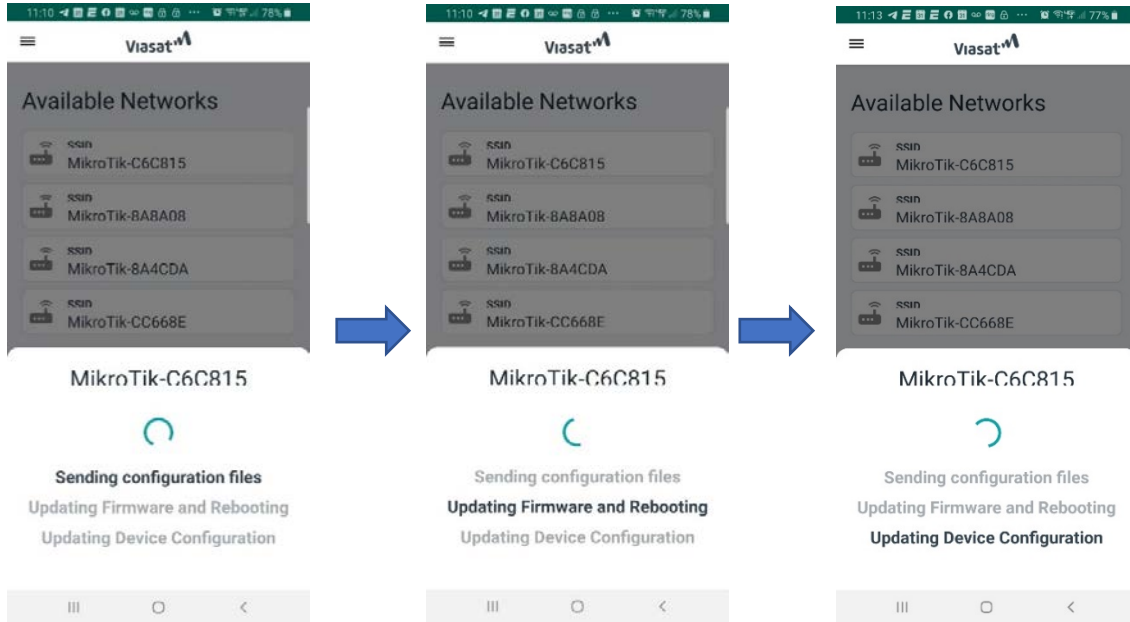 11:10
78%
Viasat
Available Networks
SSID
MikroTik-C6C815
SSID
MikroTik-8A8A08
SSID
MikroTik-8A4CDA
SSID
MikroTik-CC668E
MikroTik-C6C815
Sending configuration files
Updating Firmware and Rebooting
Updating Device Configuration
11:10
78%
Viasat
Available Networks
SSID
MikroTik-C6C815
SSID
MikroTik-8A8A08
SSID
MikroTik-8A4CDA
SSID
MikroTik-CC668E
MikroTik-C6C815
Sending configuration files
Updating Firmware and Rebooting
Updating Device Configuration
11:13
77%
Viasat
Available Networks
SSID
MikroTik-C6C815
SSID
MikroTik-8A8A08
SSID
MikroTik-8A4CDA
SSID
MikroTik-CC668E
MikroTik-C6C815
Sending configuration files
Updating Firmware and Rebooting
Updating Device Configuration